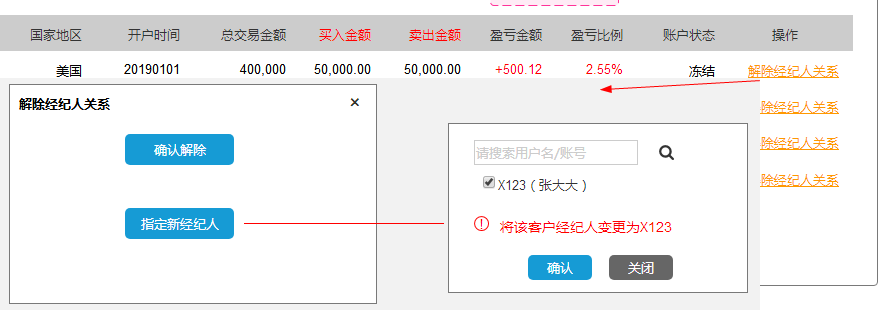 国家地区 开户时间 总交易金额 买入金额 卖出金额 盈亏金额 盈亏比例 账户状态 操作
美国 20190101 400,000 50,000.00 50,000.00 +500.12 2.55% 冻结 解除经纪人关系
解除经纪人关系 ×
解除经纪人关系
确认解除
解除经纪人关系
请搜索用户名/账号
解除经纪人关系
X123（张大大）
指定新经纪人
将该客户经纪人变更为X123
确认 关闭